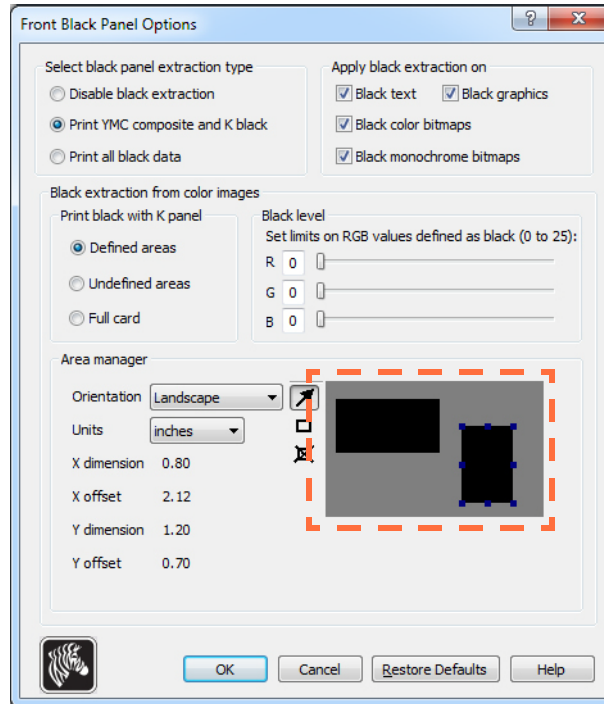 Front Black Panel Options
Select black panel extraction type
Disable black extraction
Print YMC composite and K black
Print all black data
Apply black extraction on
Black text
Black graphics
Black color bitmaps
Black monochrome bitmaps
Black extraction from color images
Print black with K panel
Defined areas
Undefined areas
Full card
Black level
Set limits on RGB values defined as black (0 to 25):
R 0
G 0
B 0
Area manager
Orientation Landscape
Units inches
X dimension 0.80
X offset 2.12
Y dimension 1.20
Y offset 0.70
OK Cancel Restore Defaults Help